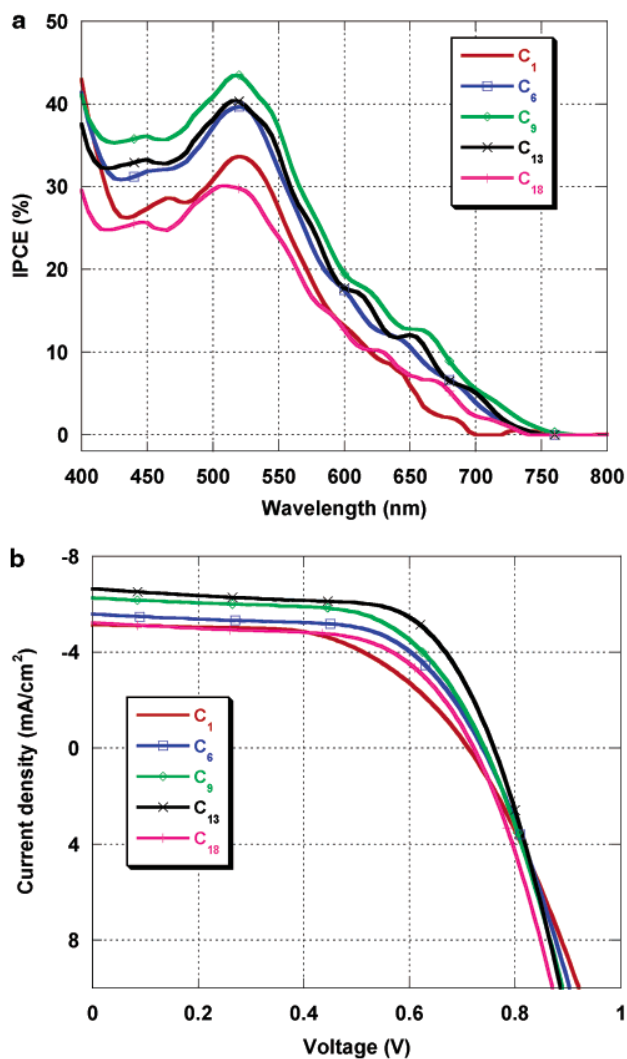 a
50
40
30
20
10
0
IPCE (%)
C1
C6
C9
C13
C18
400 450 500 550 600 650 700 750 800
Wavelength (nm)
b
-8
-4
0
4
8
Current density (mA/cm²)
C1
C6
C9
C13
C18
0 0.2 0.4 0.6 0.8 1
Voltage (V)